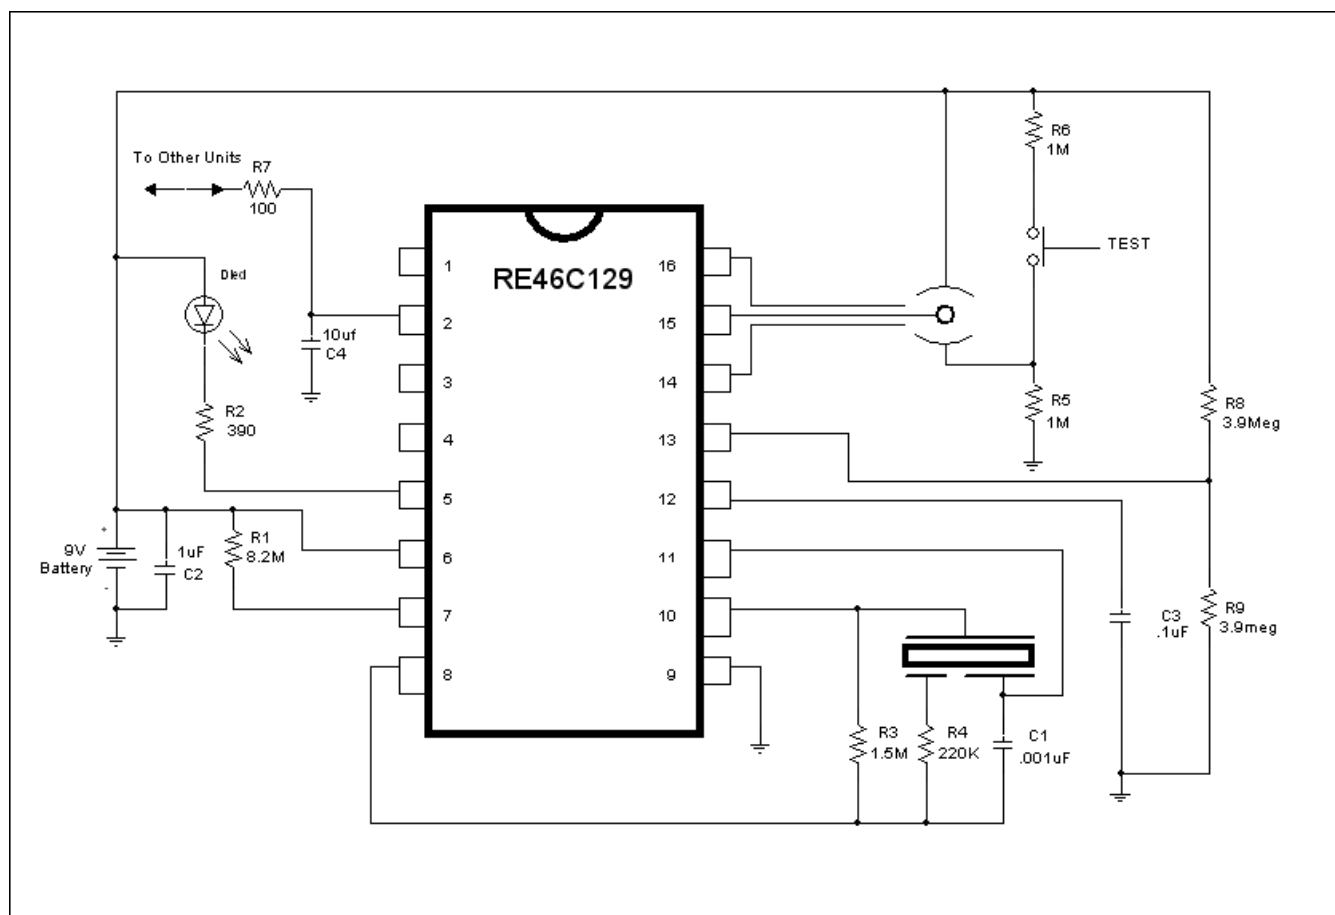 R6
1M
To Other Units
R7
100
TEST
Dled
RE46C129
1
2
3
4
5
6
7
8
16
15
14
13
12
11
10
9
10uf
C4
R2
390
R5
1M
R8
3.9Meg
+
9V
Battery
-
1uF
C2
R1
8.2M
C3
.1uF
R9
3.9meg
R3
1.5M
R4
220K
C1
.001uF